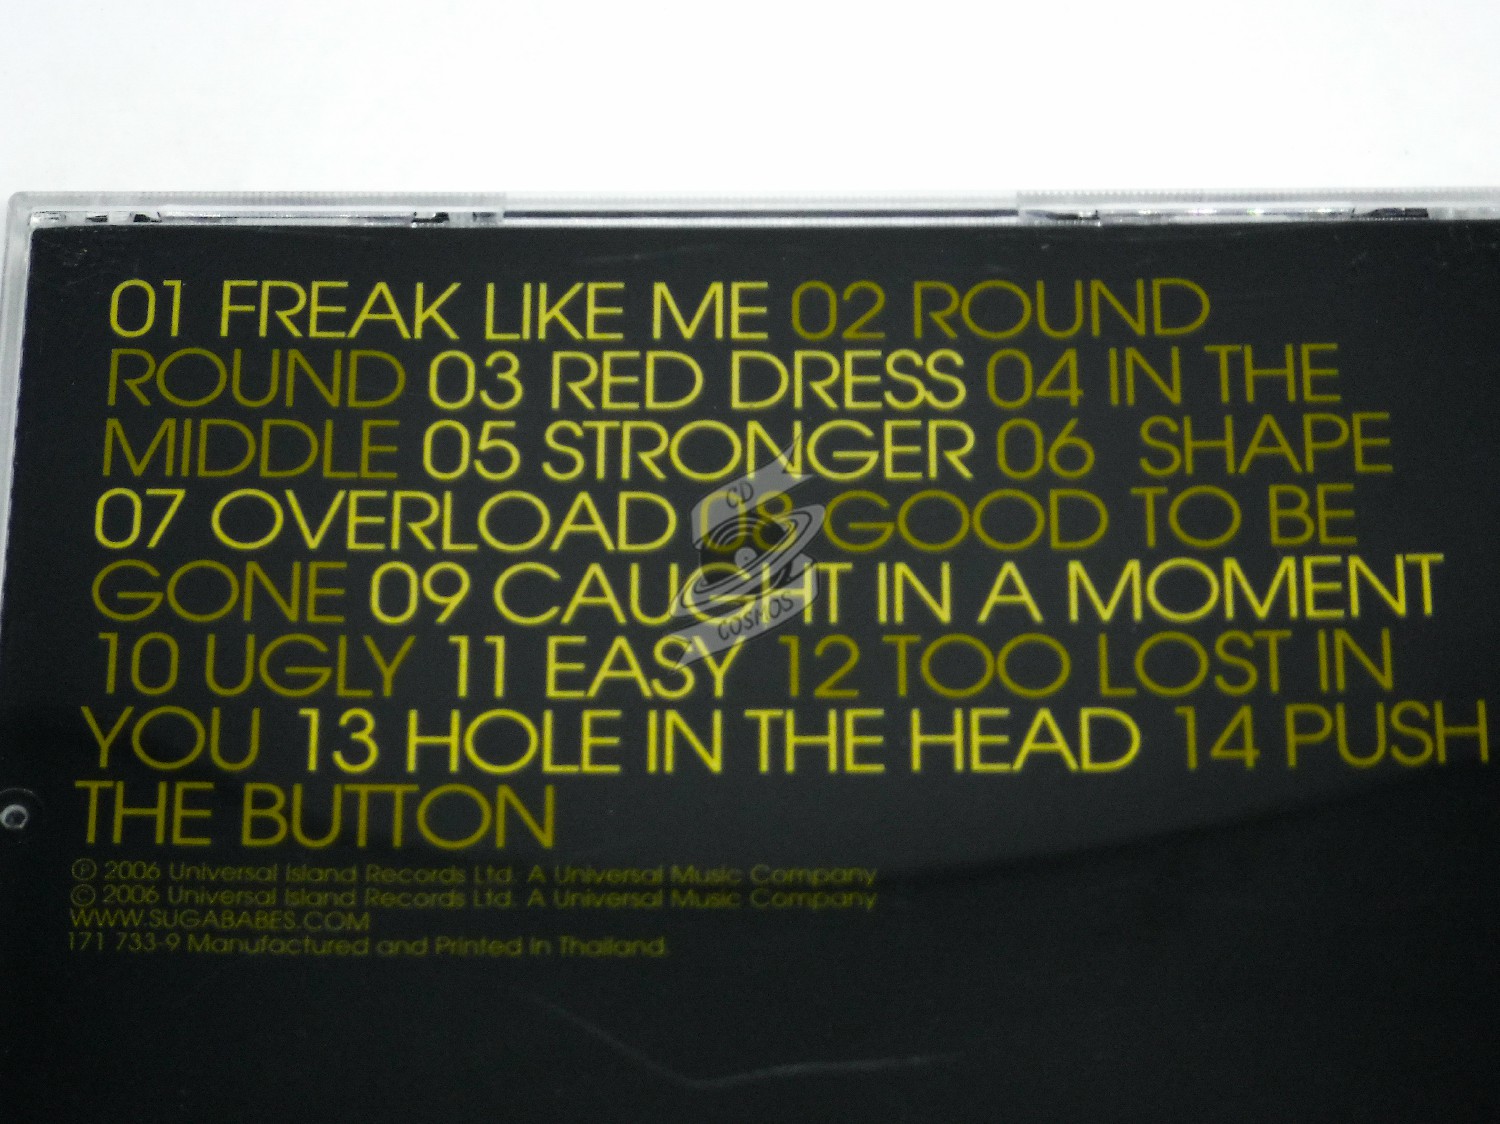 01 FREAK LIKE ME 02 ROUND
ROUND 03 RED DRESS 04 IN THE
MIDDLE 05 STRONGER 06 SHAPE
07 OVERLOAD 08 GOOD TO BE
GONE 09 CAUGHT IN A MOMENT
10 UGLY 11 EASY 12 TOO LOST IN
YOU 13 HOLE IN THE HEAD 14 PUSH
THE BUTTON
℗ 2006 Universal Island Records Ltd. A Universal Music Company
© 2006 Universal Island Records Ltd. A Universal Music Company
WWW.SUGABABES.COM
171 733-9 Manufactured and Printed in Thailand.
CD
COSMOS